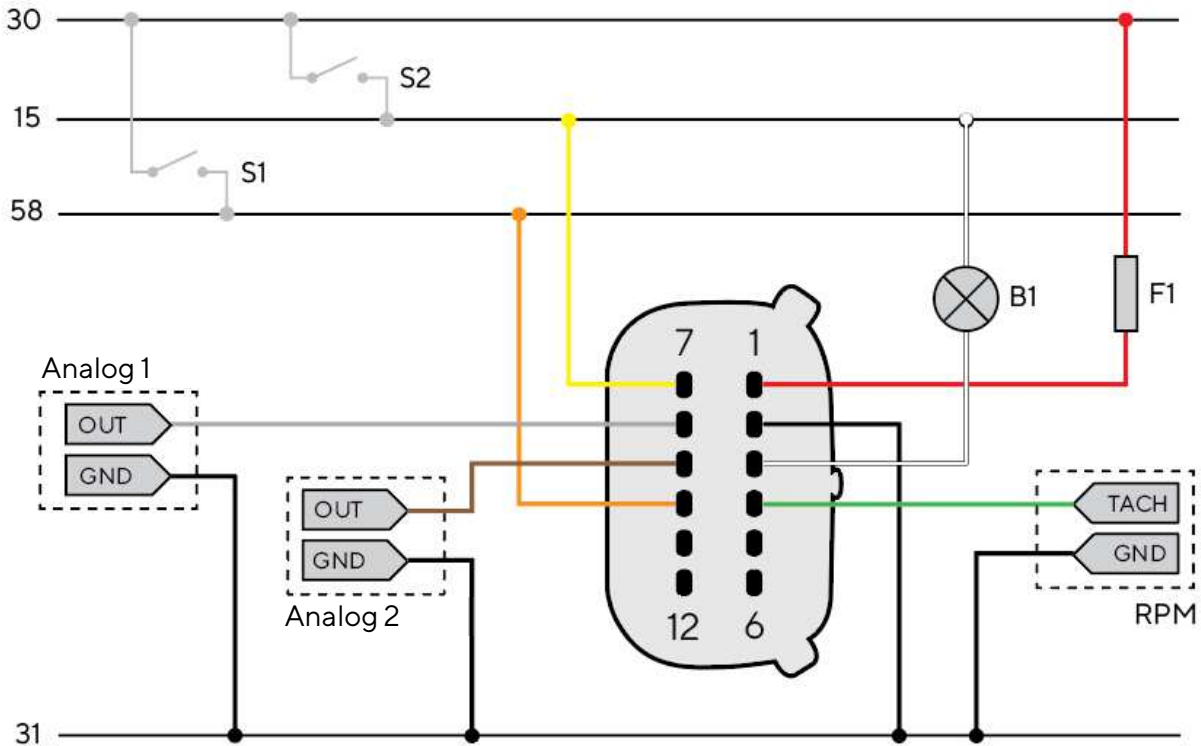 30
S2
15
S1
58
B1
F1
7 1
Analog 1
OUT
GND
OUT
GND
Analog 2
TACH
GND
RPM
12 6
31